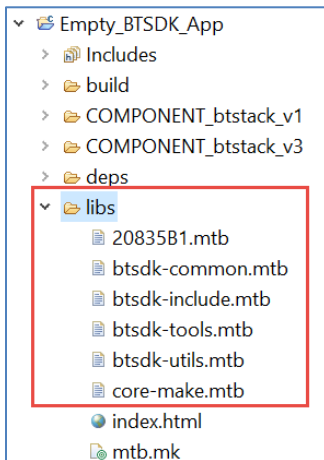 Empty_BTSDK_App
Includes
build
COMPONENT_btstack_v1
COMPONENT_btstack_v3
deps
libs
20835B1.mtb
btsdk-common.mtb
btsdk-include.mtb
btsdk-tools.mtb
btsdk-utils.mtb
core-make.mtb
index.html
mtb.mk